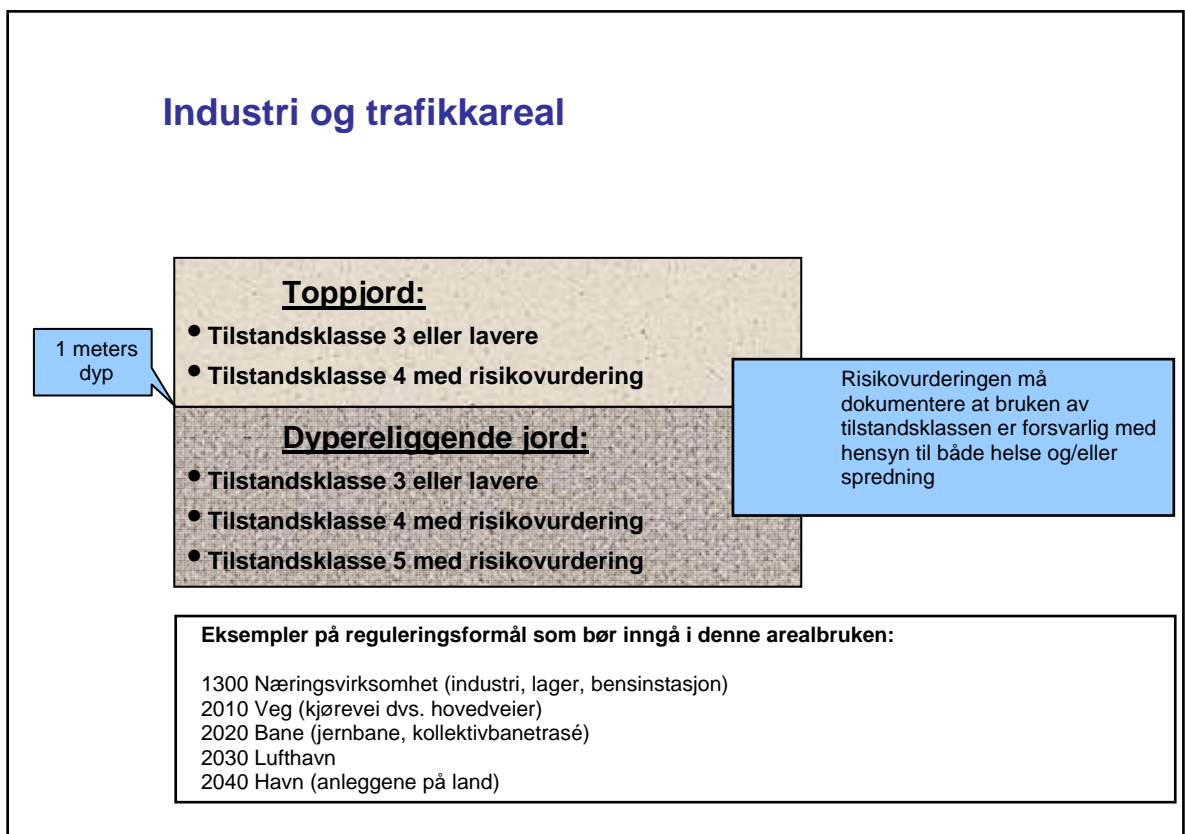 Industri og trafikkareal
Toppjord:
• Tilstandsklasse 3 eller lavere
• Tilstandsklasse 4 med risikovurdering
1 meters
dyp
Risikovurderingen må
dokumentere at bruken av
tilstandsklassen er forsvarlig med
hensyn til både helse og/eller
spredning
Dypereliggende jord:
• Tilstandsklasse 3 eller lavere
• Tilstandsklasse 4 med risikovurdering
• Tilstandsklasse 5 med risikovurdering
Eksempler på reguleringsformål som bør inngå i denne arealbruken:
1300 Næringsvirksomhet (industri, lager, bensinstasjon)
2010 Veg (kjørevei dvs. hovedveier)
2020 Bane (jernbane, kollektivbanetrasé)
2030 Lufthavn
2040 Havn (anleggene på land)